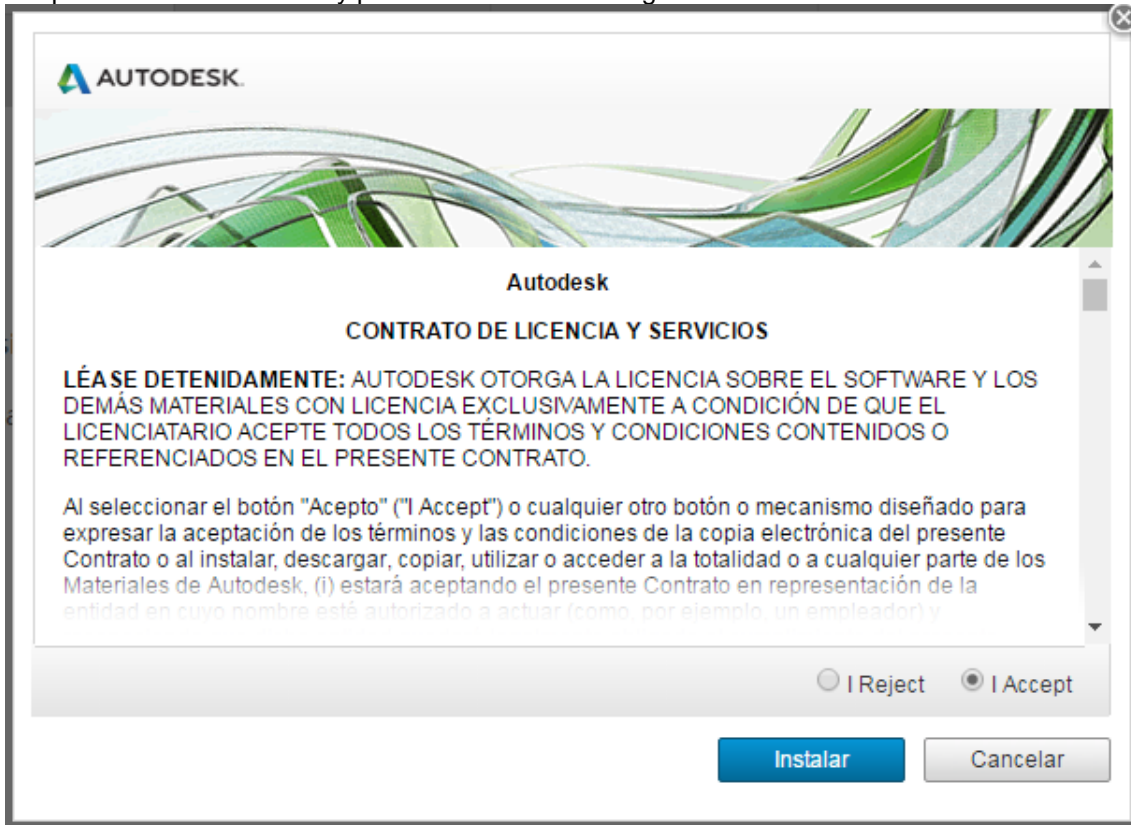 AUTODESK.
Autodesk
CONTRATO DE LICENCIA Y SERVICIOS
LÉASE DETENIDAMENTE: AUTODESK OTORGA LA LICENCIA SOBRE EL SOFTWARE Y LOS
DEMÁS MATERIALES CON LICENCIA EXCLUSIVAMENTE A CONDICIÓN DE QUE EL
LICENCIATARIO ACEPTE TODOS LOS TÉRMINOS Y CONDICIONES CONTENIDOS O
REFERENCIADOS EN EL PRESENTE CONTRATO.
Al seleccionar el botón "Acepto" ("I Accept") o cualquier otro botón o mecanismo diseñado para
expresar la aceptación de los términos y las condiciones de la copia electrónica del presente
Contrato o al instalar, descargar, copiar, utilizar o acceder a la totalidad o a cualquier parte de los
Materiales de Autodesk, (i) estará aceptando el presente Contrato en representación de la
entidad en cuyo nombre esté autorizado a actuar (como, por ejemplo, un empleador) y
I Reject I Accept
Instalar Cancelar